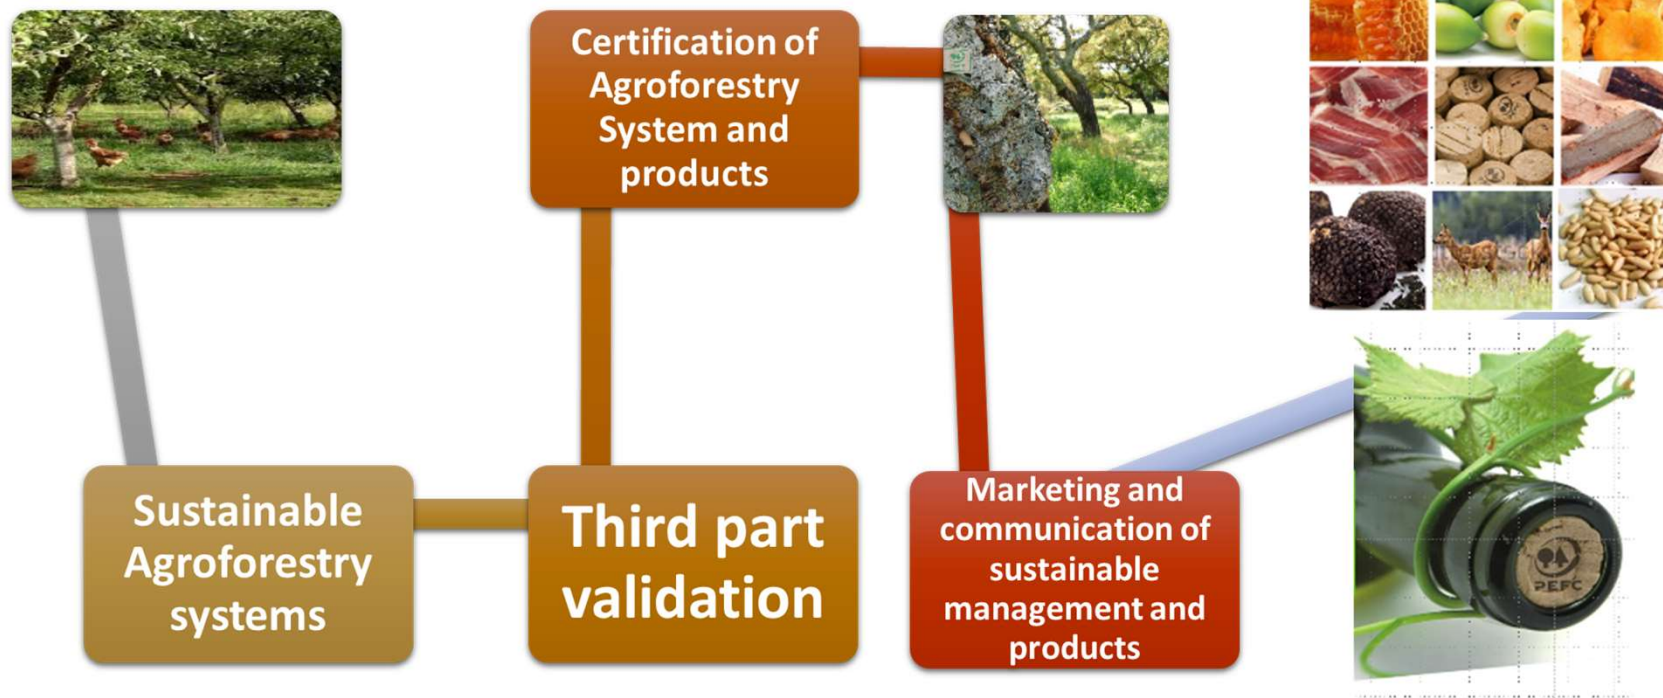 Certification of
Agroforestry
System and
products
Sustainable
Agroforestry
systems
Third part
validation
Marketing and
communication of
sustainable
management and
products
PEFC